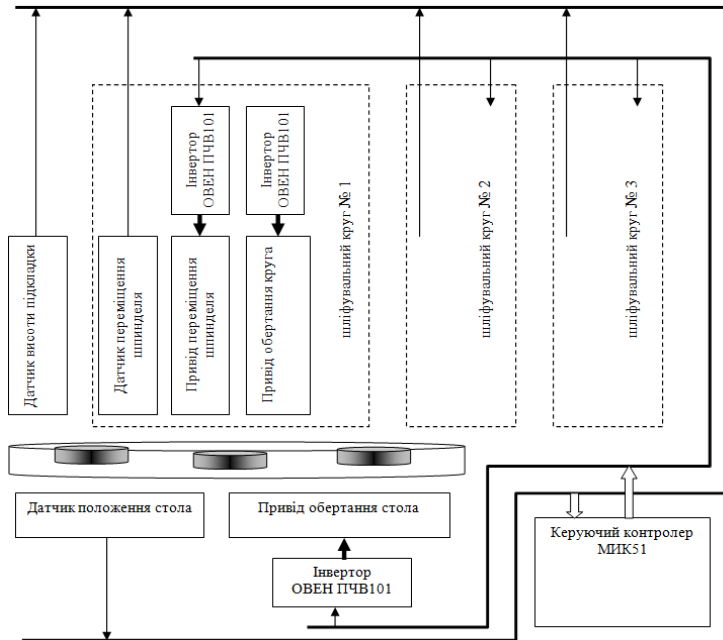 Інвертор
ОВЕН ПЧВ101
Інвертор
ОВЕН ПЧВ101
Датчик висоти підкладки
Датчик переміщення
шпинделя
Привід переміщення
шпинделя
Привід обертання круга
шліфувальний круг № 1
шліфувальний круг № 2
шліфувальний круг № 3
Датчик положення стола
Привід обертання стола
Інвертор
ОВЕН ПЧВ101
Керуючий контролер
МИК51